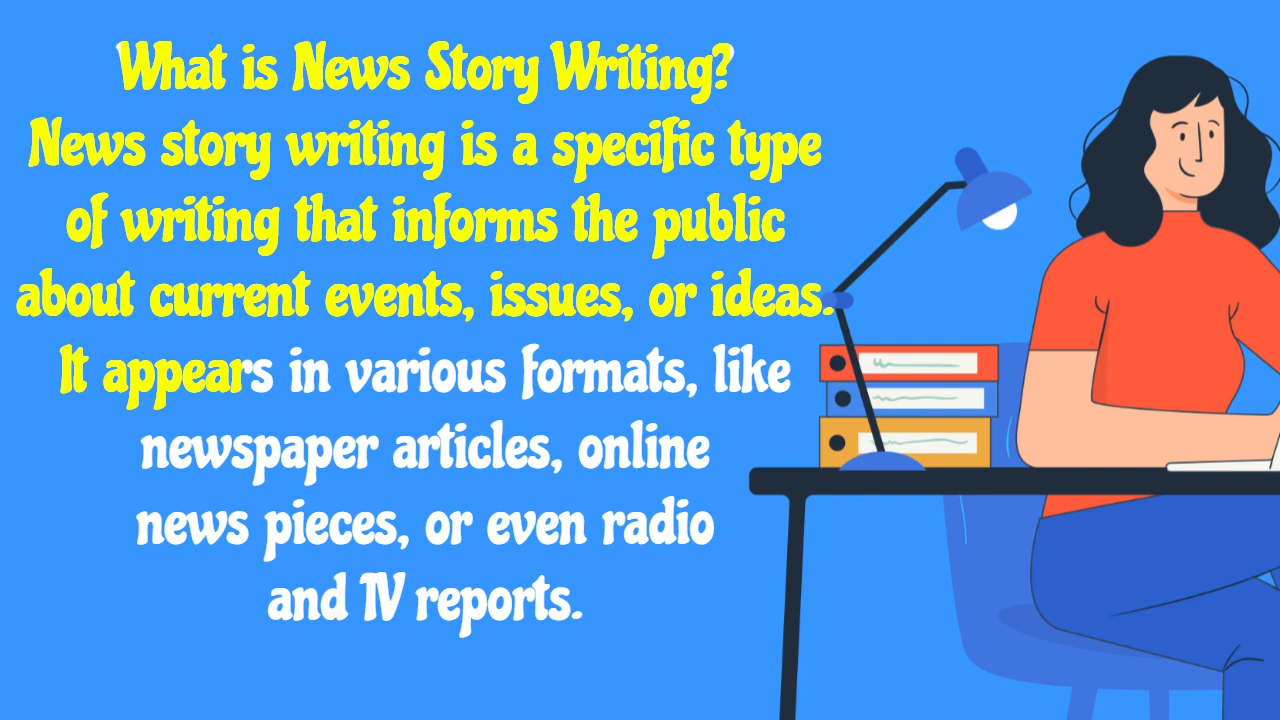 What is News Story Writing?
News story writing is a specific type
of writing that informs the public
about current events, issues, or ideas.
It appears in various formats, like
newspaper articles, online
news pieces, or even radio
and TV reports.